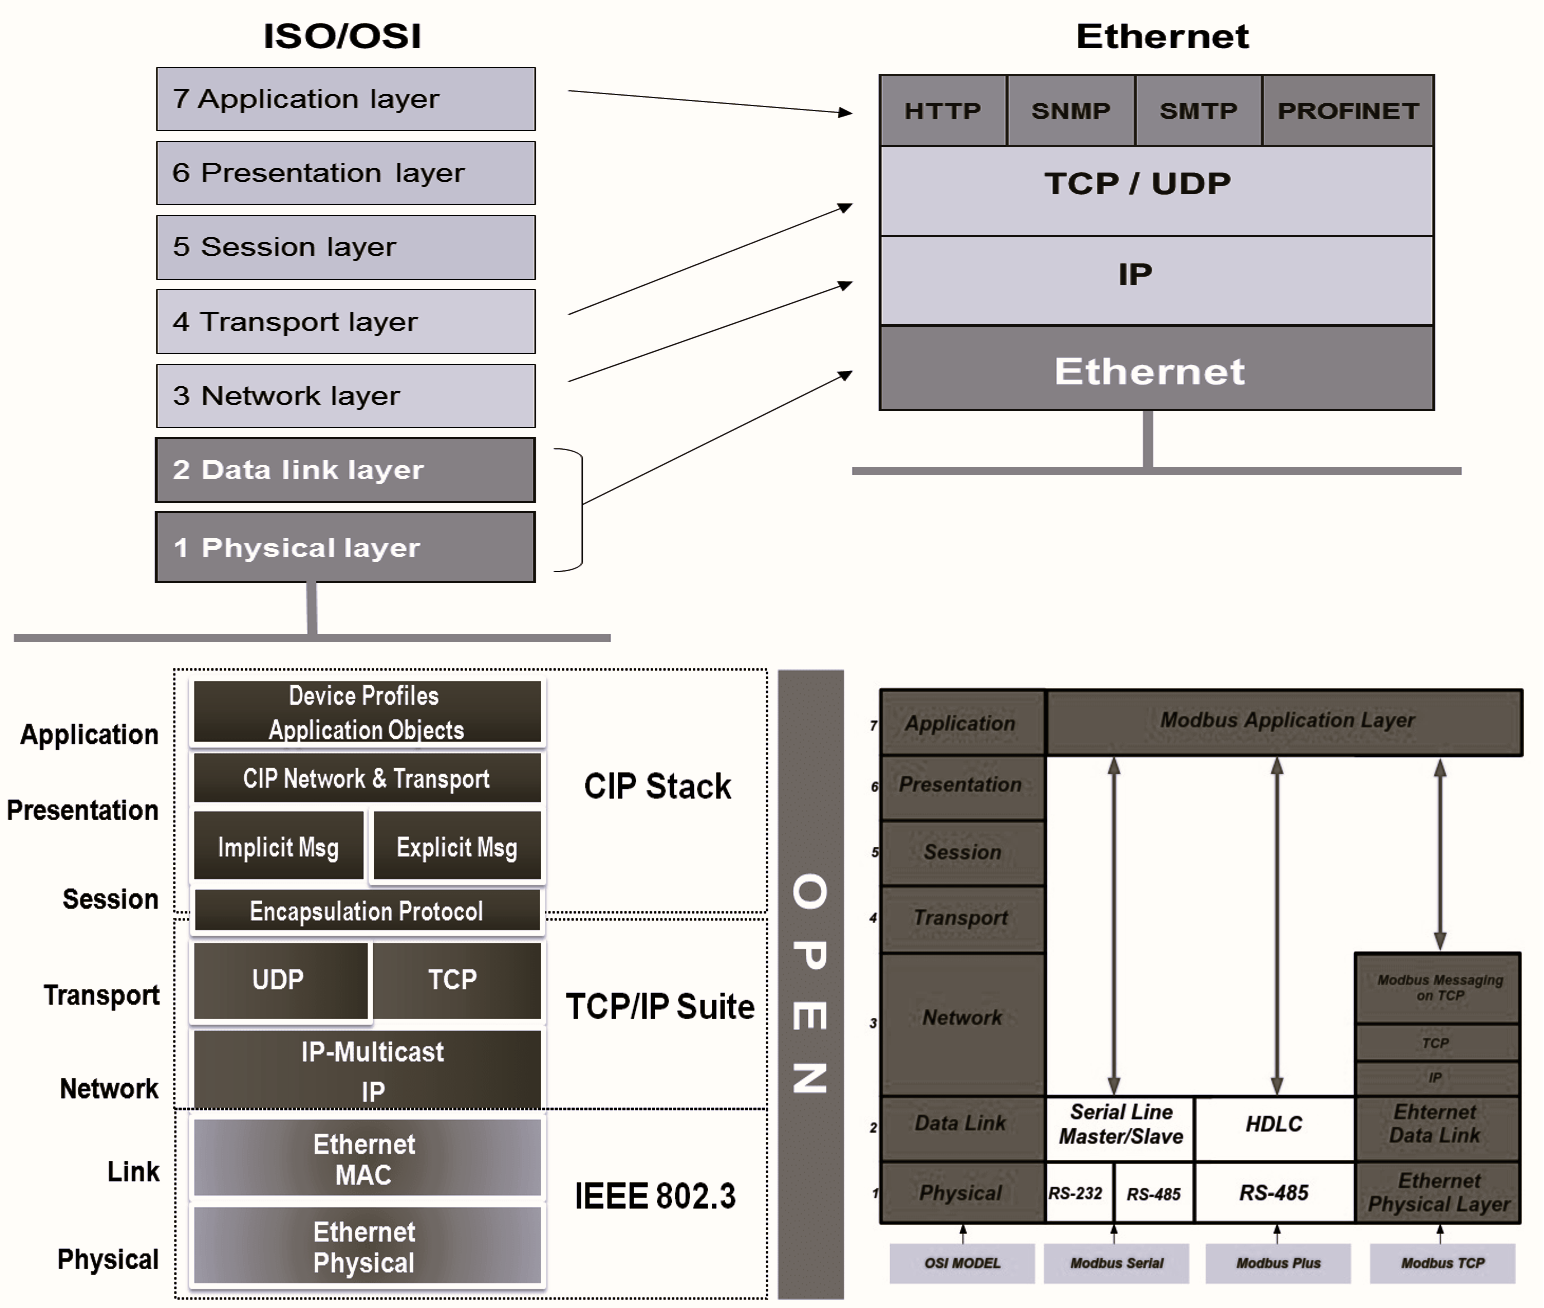 ISO/OSI
7 Application layer
6 Presentation layer
5 Session layer
4 Transport layer
3 Network layer
2 Data link layer
1 Physical layer
Ethernet
HTTP SNMP SMTP PROFINET
TCP / UDP
IP
Ethernet
Application
Presentation
Session
Transport
Network
Link
Physical
Device Profiles
Application Objects
CIP Network & Transport
Implicit Msg Explicit Msg
Encapsulation Protocol
UDP TCP
IP-Multicast
IP
Ethernet
MAC
Ethernet
Physical
CIP Stack
TCP/IP Suite
IEEE 802.3
OPEN
7 Application Modbus Application Layer
6 Presentation
5 Session
4 Transport
3 Network
Modbus Messaging
on TCP
TCP
IP
2 Data Link
Serial Line
Master/Slave
HDLC
Ehternet
Data Link
1 Physical RS-232 RS-485 RS-485
Ethernet
Physical Layer
OSI MODEL Modbus Serial Modbus Plus Modbus TCP